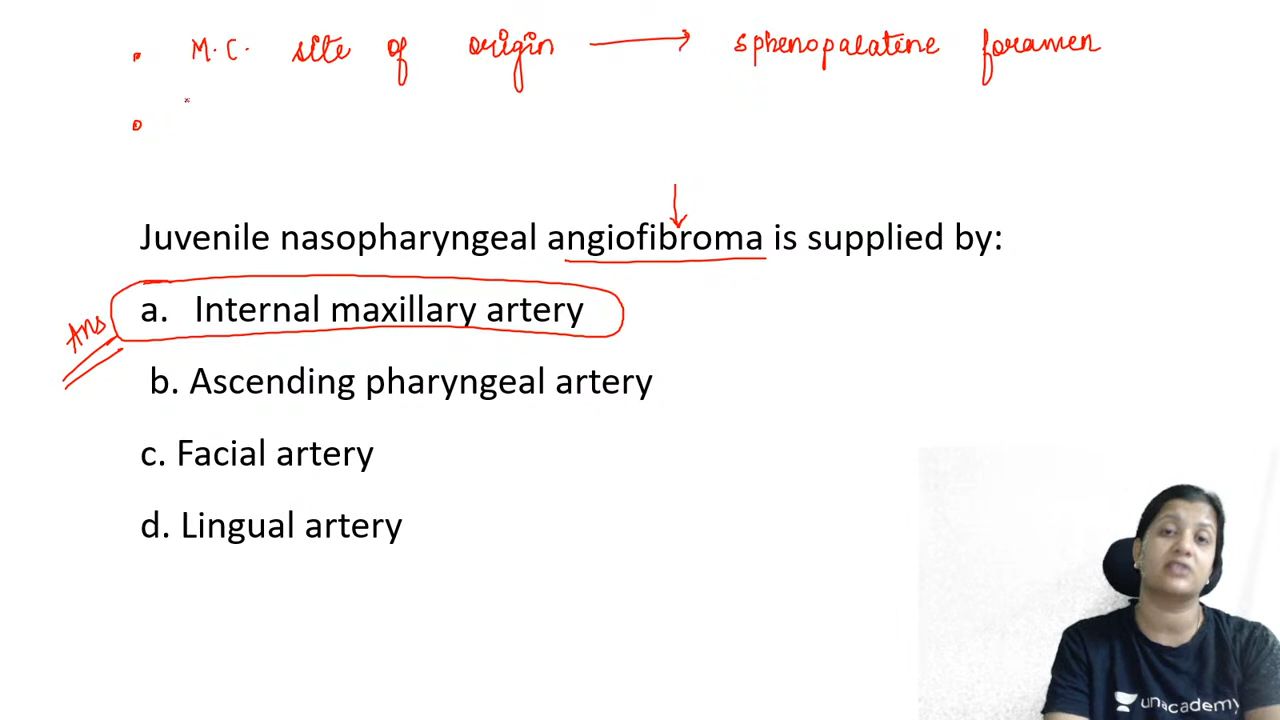 • M.C. site of origin → sphenopalatine foramen
•
Juvenile nasopharyngeal angiofibroma is supplied by:
Ans
a. Internal maxillary artery
b. Ascending pharyngeal artery
c. Facial artery
d. Lingual artery
unacademy